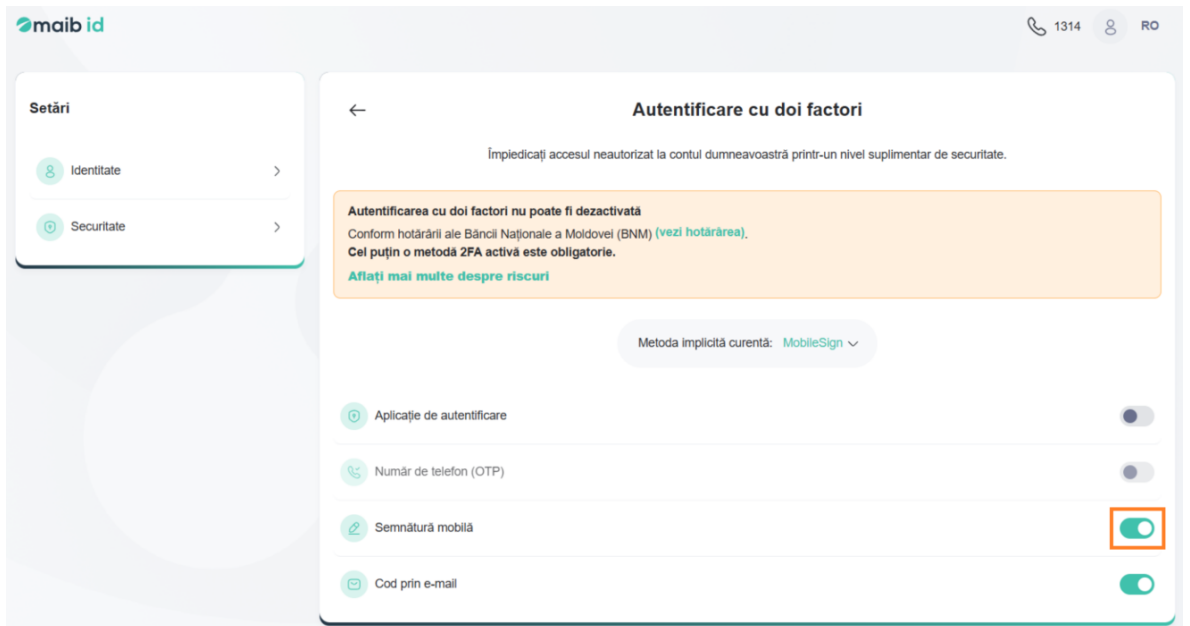 maib id
1314
RO
Setări
Identitate
Securitate
Autentificare cu doi factori
Împiedicați accesul neautorizat la contul dumneavoastră printr-un nivel suplimentar de securitate.
Autentificarea cu doi factori nu poate fi dezactivată
Conform hotărârii ale Băncii Naționale a Moldovei (BNM) (vezi hotărârea).
Cel puțin o metodă 2FA activă este obligatorie.
Aflați mai multe despre riscuri
Metoda implicită curentă: MobileSign
Aplicație de autentificare
Număr de telefon (OTP)
Semnătură mobilă
Cod prin e-mail